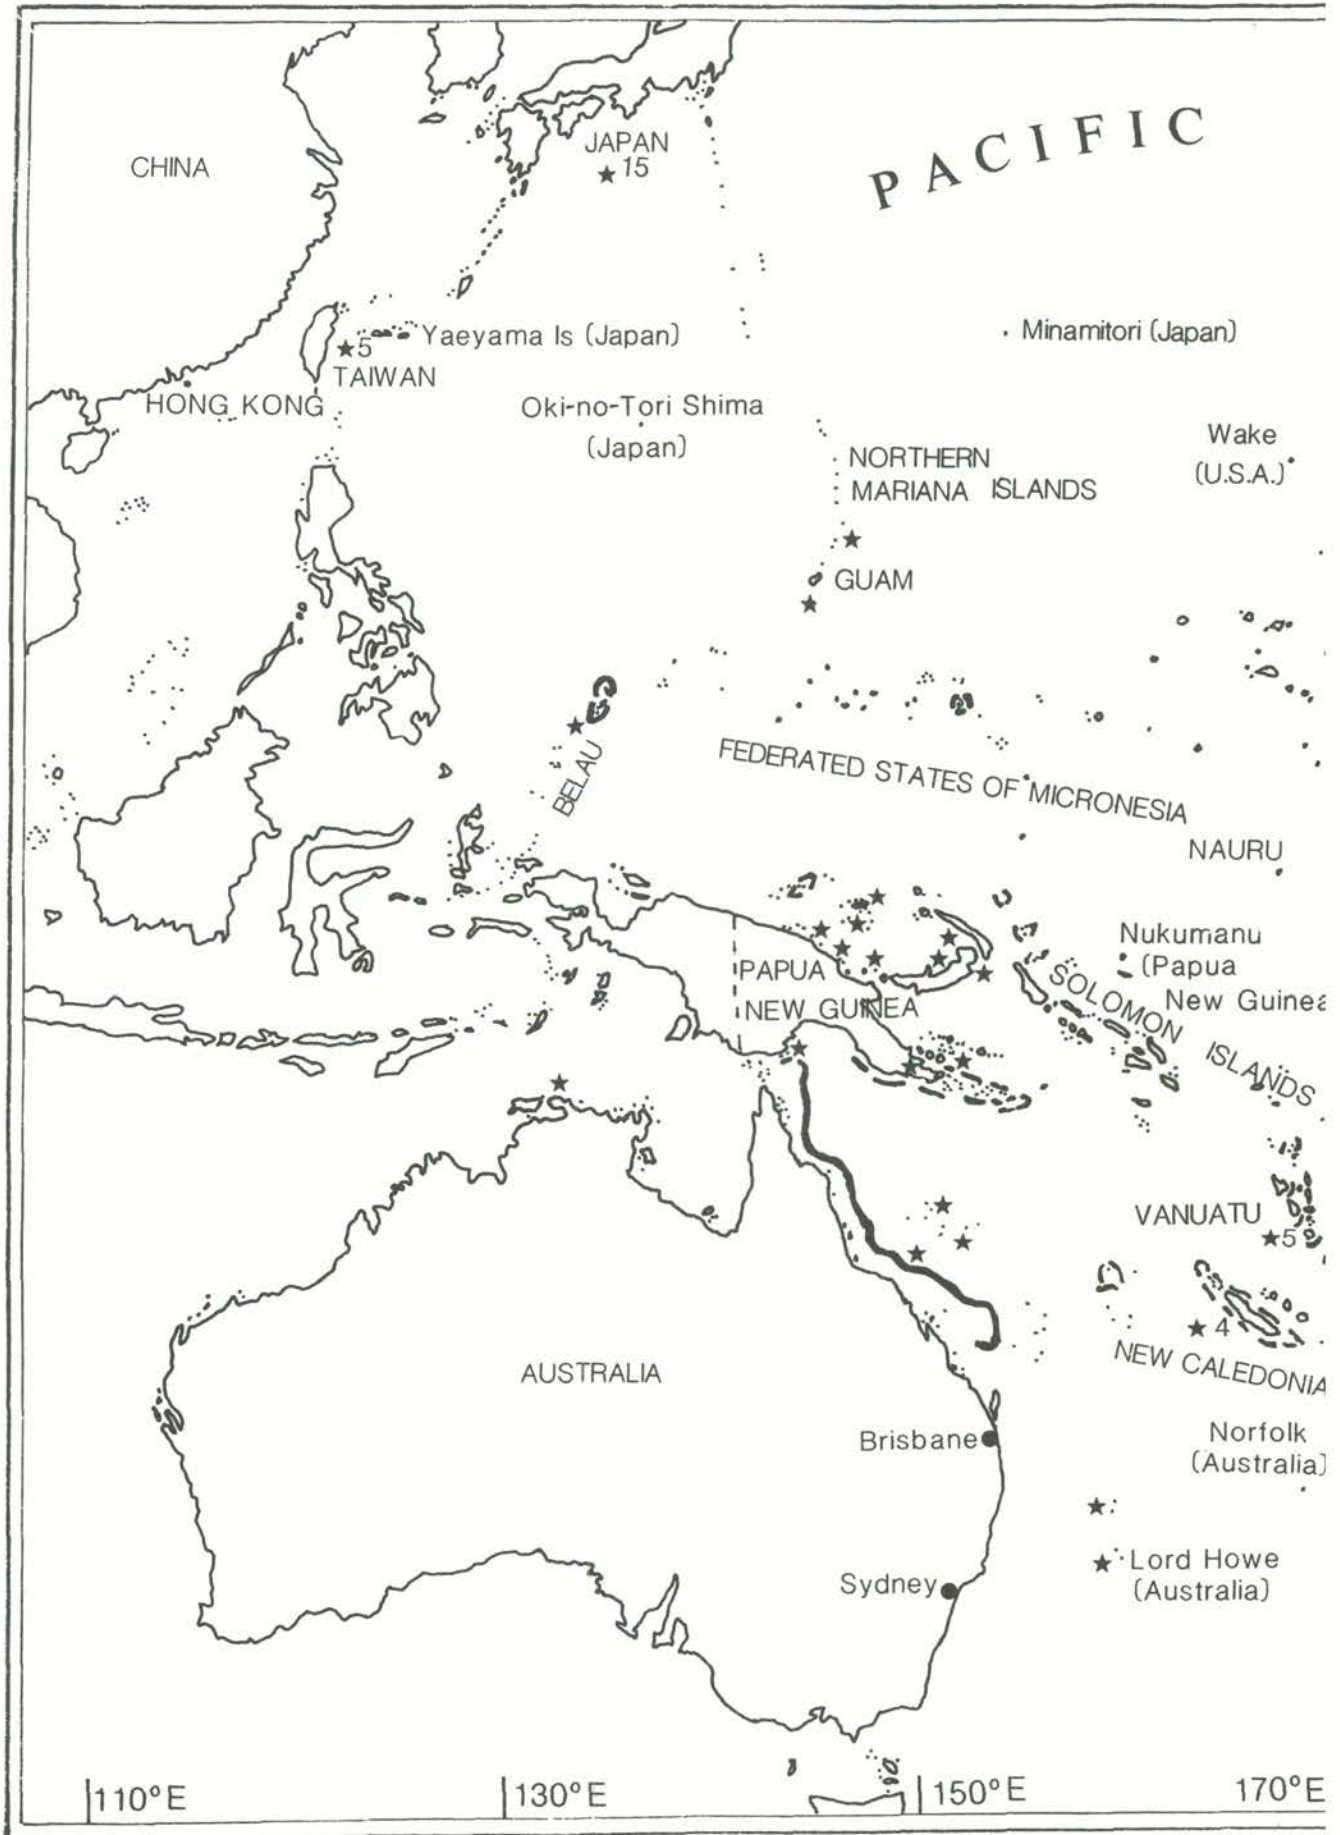 PACIFIC
JAPAN
★ 15
CHINA
Yaeyama Is (Japan)
★5
TAIWAN
Minamitori (Japan)
HONG KONG
Oki-no-Tori Shima
(Japan)
Wake
(U.S.A.)
NORTHERN
MARIANA ISLANDS
GUAM
BELAU
FEDERATED STATES OF MICRONESIA
NAURU
Nukumanu
(Papua
New Guinea
PAPUA
NEW GUINEA
SOLOMON ISLANDS
VANUATU
★5
★ 4
NEW CALEDONIA
AUSTRALIA
Brisbane
Norfolk
(Australia)
Lord Howe
(Australia)
Sydney
110°E
130°E
150°E
170°E